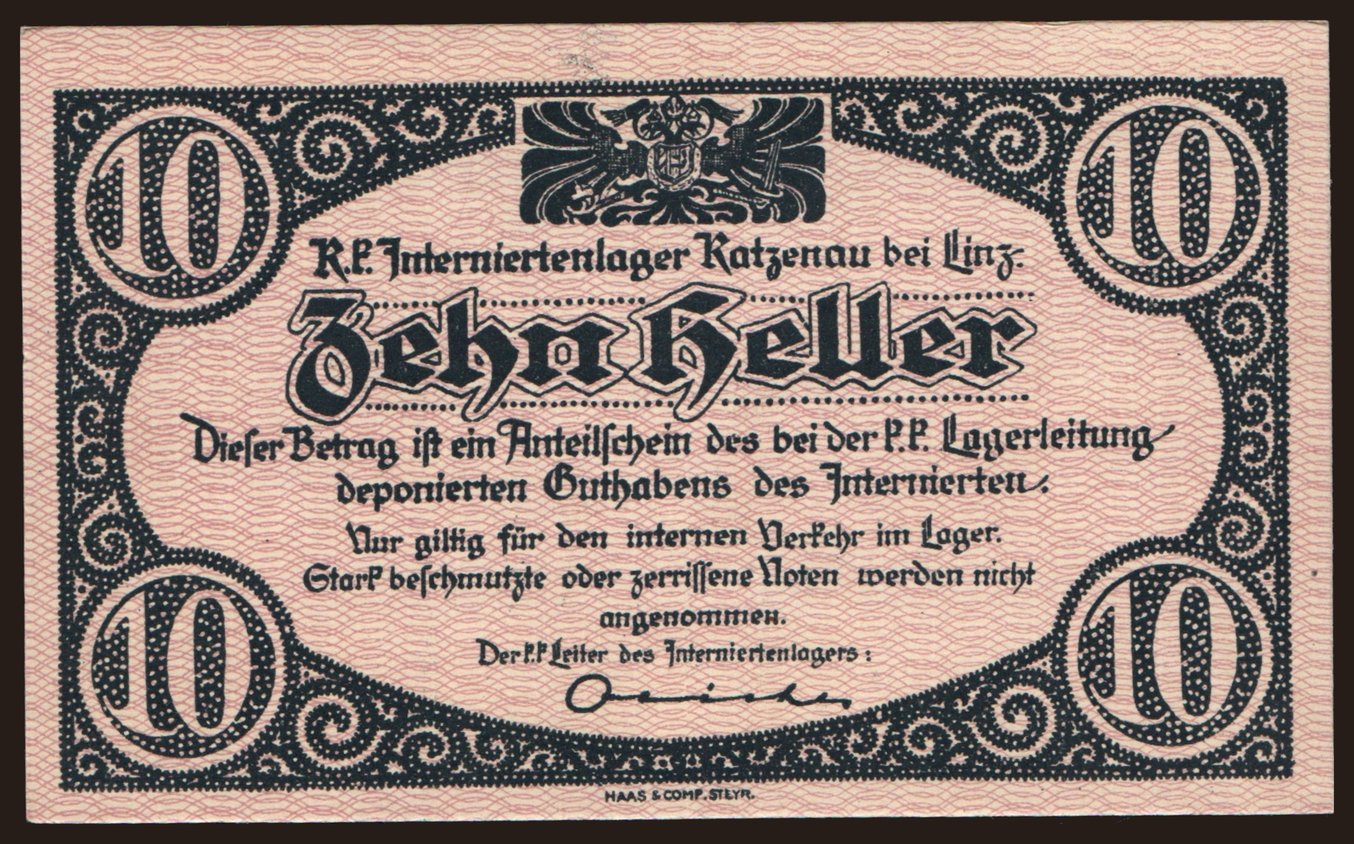 10 10
K.k. Interniertenlager Katzenau bei Linz.
Zehn Heller
Dieser Betrag ist ein Anteilschein des bei der k.k. Lagerleitung
deponierten Guthabens des Internierten.
Nur giltig für den internen Verkehr im Lager.
Stark beschmutzte oder zerrissene Noten werden nicht
angenommen.
Der k.k Leiter des Interniertenlagers:
10 10
HAAS & COMP. STEYR.